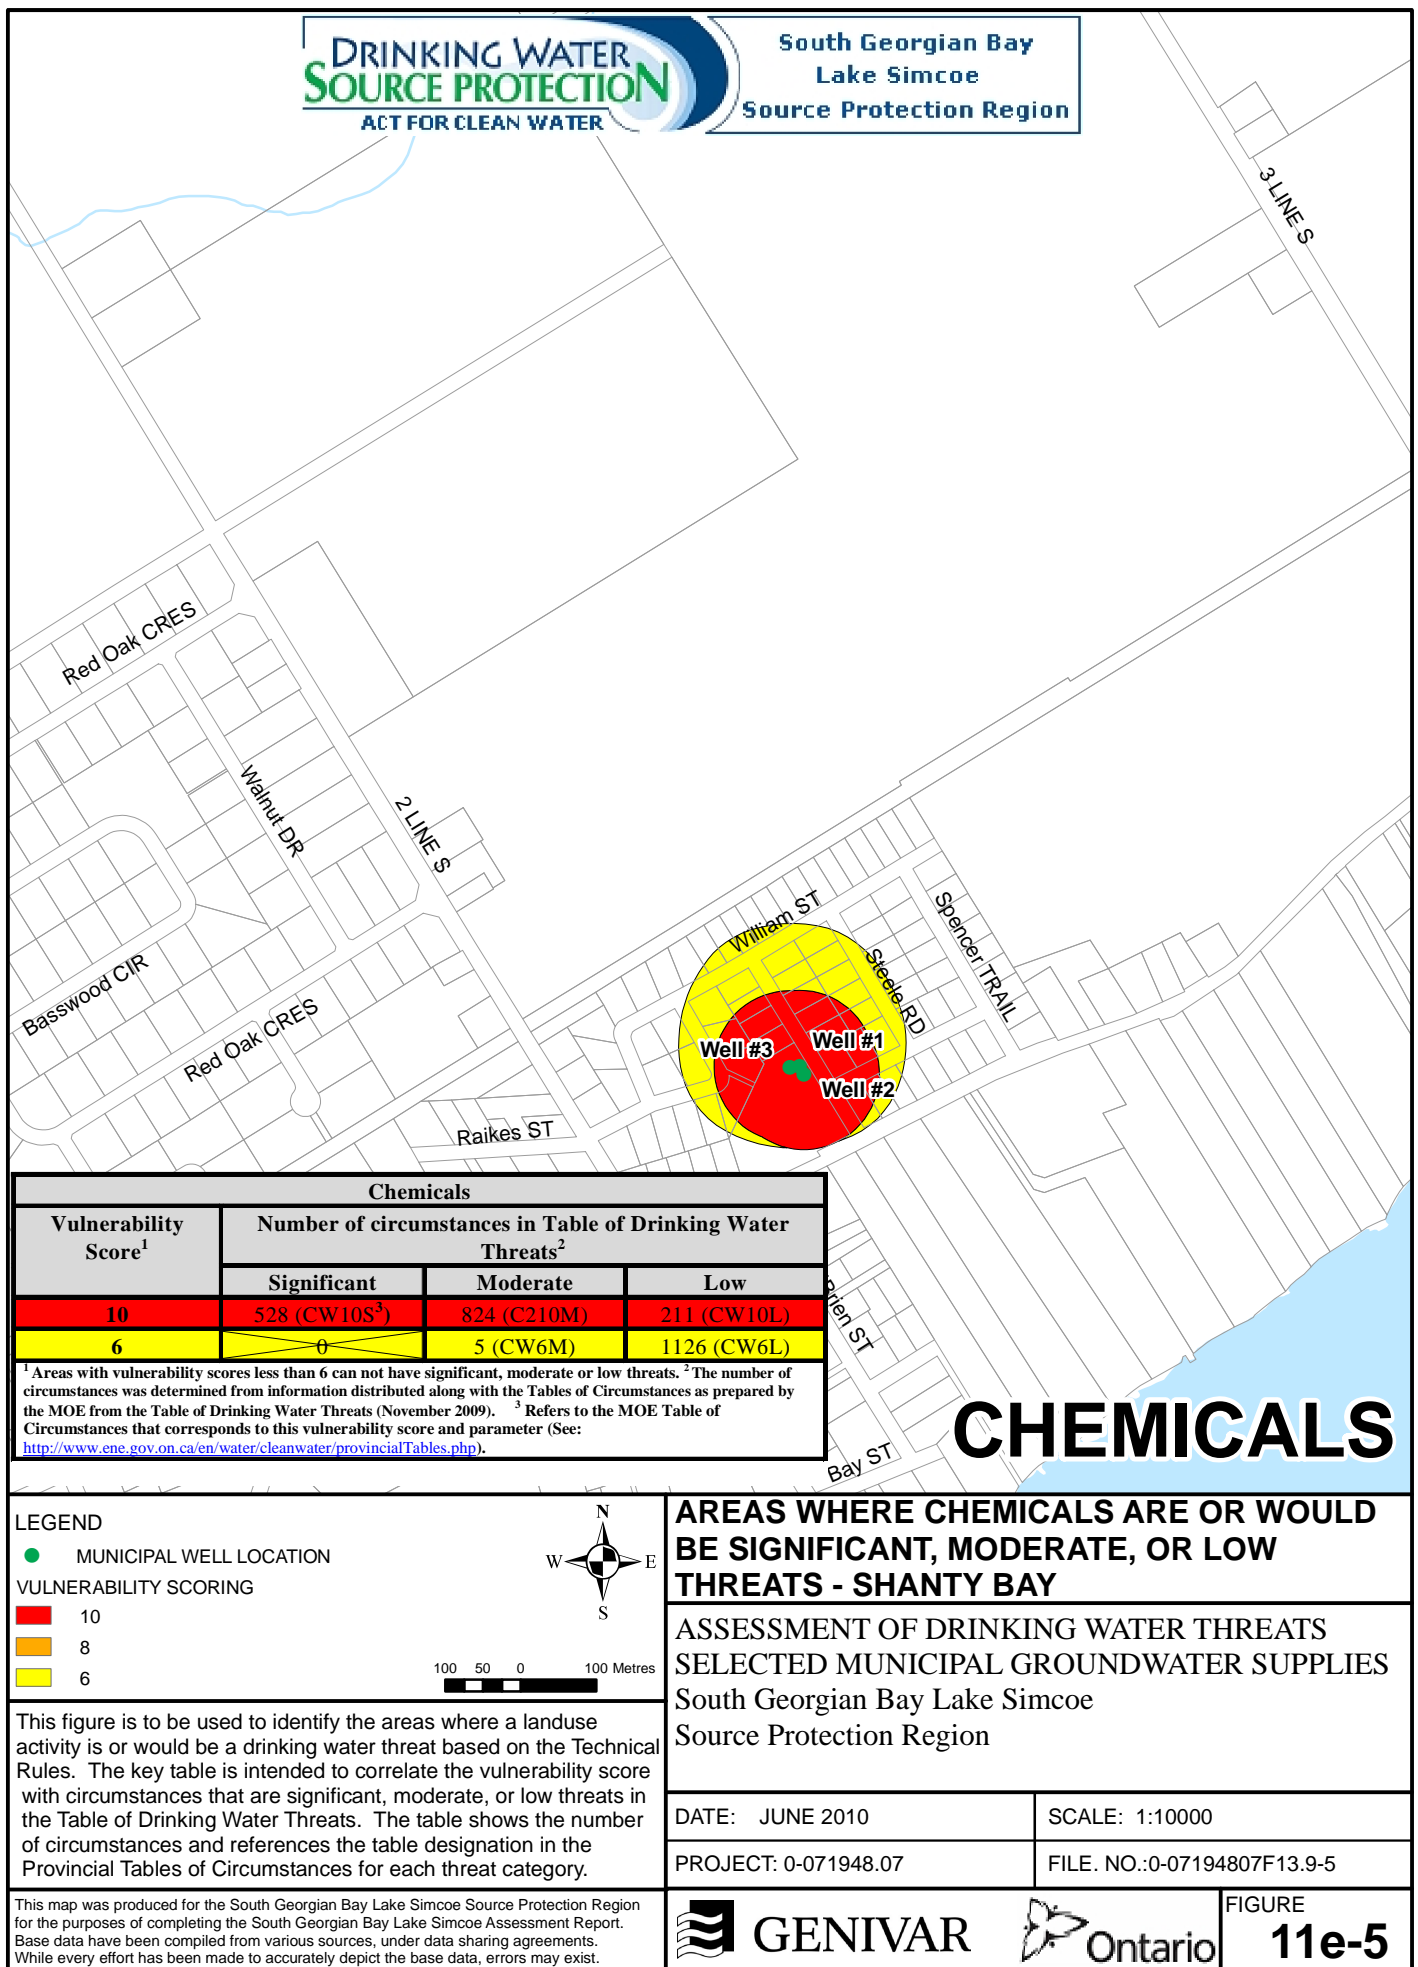 DRINKING WATER
SOURCE PROTECTION
ACT FOR CLEAN WATER
South Georgian Bay
Lake Simcoe
Source Protection Region
3 LINE S
Red Oak CRES
Walnut DR
2 LINE S
William ST
Spencer TRAIL
Steele RD
Basswood CIR
Red Oak CRES
Well #3
Well #1
Well #2
Raikes ST
Brien ST
Bay ST
Chemicals
Vulnerability Score1
Number of circumstances in Table of Drinking Water Threats2
Significant Moderate Low
10 528 (CW10S3) 824 (C210M) 211 (CW10L)
6 0 5 (CW6M) 1126 (CW6L)
1 Areas with vulnerability scores less than 6 can not have significant, moderate or low threats. 2 The number of
circumstances was determined from information distributed along with the Tables of Circumstances as prepared by
the MOE from the Table of Drinking Water Threats (November 2009). 3 Refers to the MOE Table of
Circumstances that corresponds to this vulnerability score and parameter (See:
http://www.ene.gov.on.ca/en/water/cleanwater/provincialTables.php).
CHEMICALS
LEGEND
MUNICIPAL WELL LOCATION
VULNERABILITY SCORING
10
8
6
N
W E
S
100 50 0 100 Metres
This figure is to be used to identify the areas where a landuse
activity is or would be a drinking water threat based on the Technical
Rules. The key table is intended to correlate the vulnerability score
with circumstances that are significant, moderate, or low threats in
the Table of Drinking Water Threats. The table shows the number
of circumstances and references the table designation in the
Provincial Tables of Circumstances for each threat category.
This map was produced for the South Georgian Bay Lake Simcoe Source Protection Region
for the purposes of completing the South Georgian Bay Lake Simcoe Assessment Report.
Base data have been compiled from various sources, under data sharing agreements.
While every effort has been made to accurately depict the base data, errors may exist.
AREAS WHERE CHEMICALS ARE OR WOULD
BE SIGNIFICANT, MODERATE, OR LOW
THREATS - SHANTY BAY
ASSESSMENT OF DRINKING WATER THREATS
SELECTED MUNICIPAL GROUNDWATER SUPPLIES
South Georgian Bay Lake Simcoe
Source Protection Region
DATE: JUNE 2010
SCALE: 1:10000
PROJECT: 0-071948.07
FILE. NO.:0-07194807F13.9-5
GENIVAR
Ontario
FIGURE
11e-5